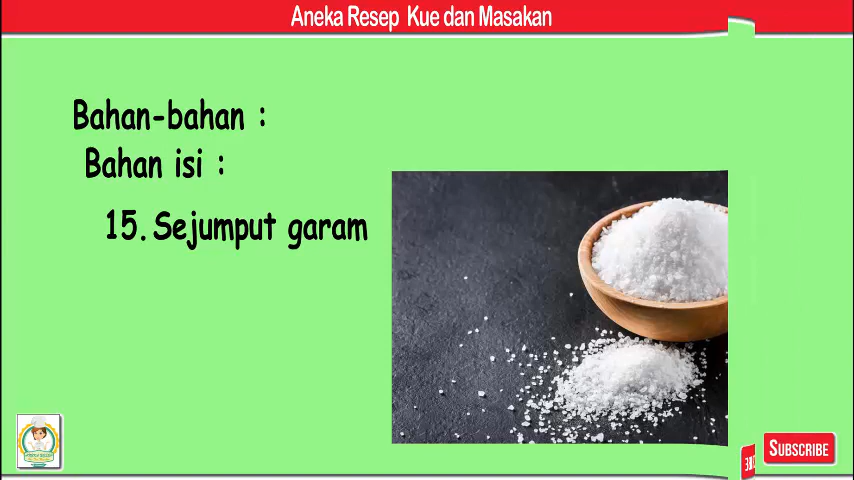 Aneka Resep Kue dan Masakan
Bahan-bahan :
Bahan isi :
15. Sejumput garam
SUBSCRIBE